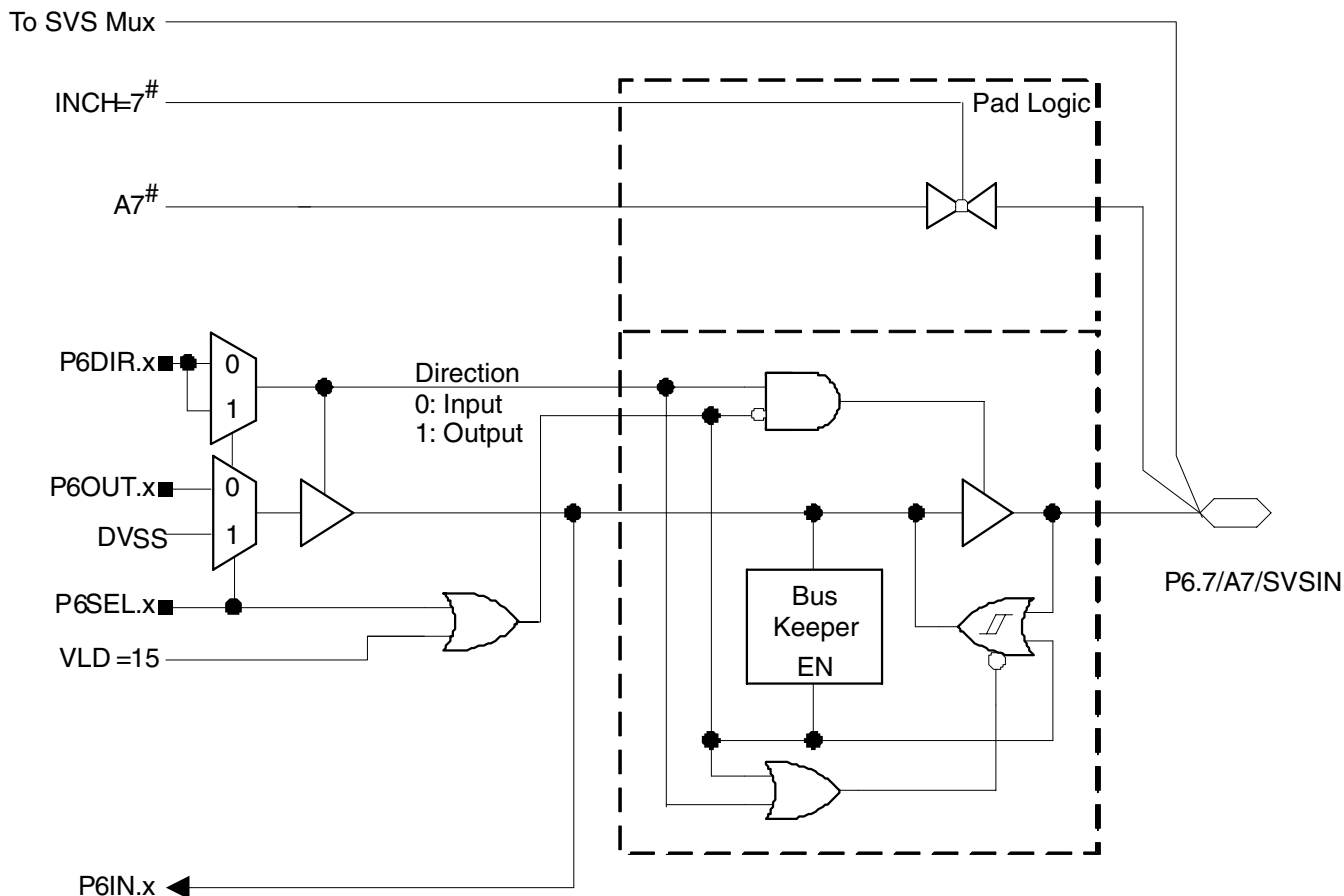 To SVS Mux
INCH=7#
Pad Logic
A7#
P6DIR.x
0
1
Direction
0: Input
1: Output
P6OUT.x
0
DVSS
1
P6.7/A7/SVSIN
P6SEL.x
Bus
Keeper
EN
VLD =15
P6IN.x